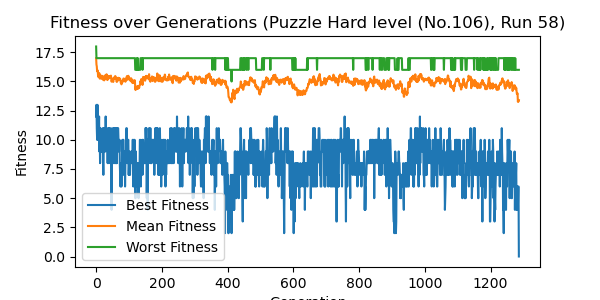 Fitness over Generations (Puzzle Hard level (No.106), Run 58)
Fitness
17.5
15.0
12.5
10.0
7.5
5.0
2.5
0.0
Best Fitness
Mean Fitness
Worst Fitness
0 200 400 600 800 1000 1200
Generation